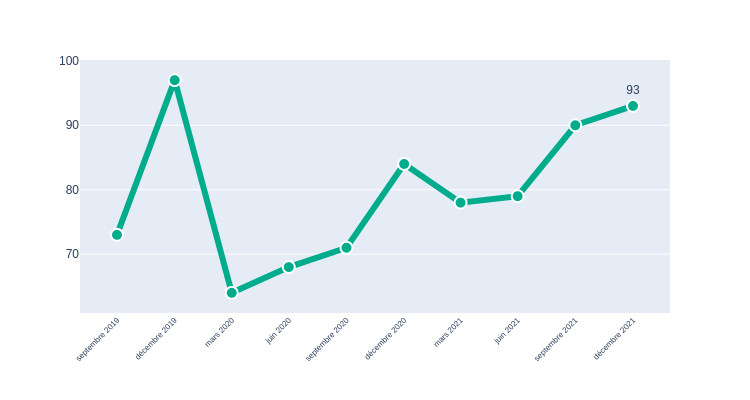 100
90
80
70
93
septembre 2019
décembre 2019
mars 2020
juin 2020
septembre 2020
décembre 2020
mars 2021
juin 2021
septembre 2021
décembre 2021